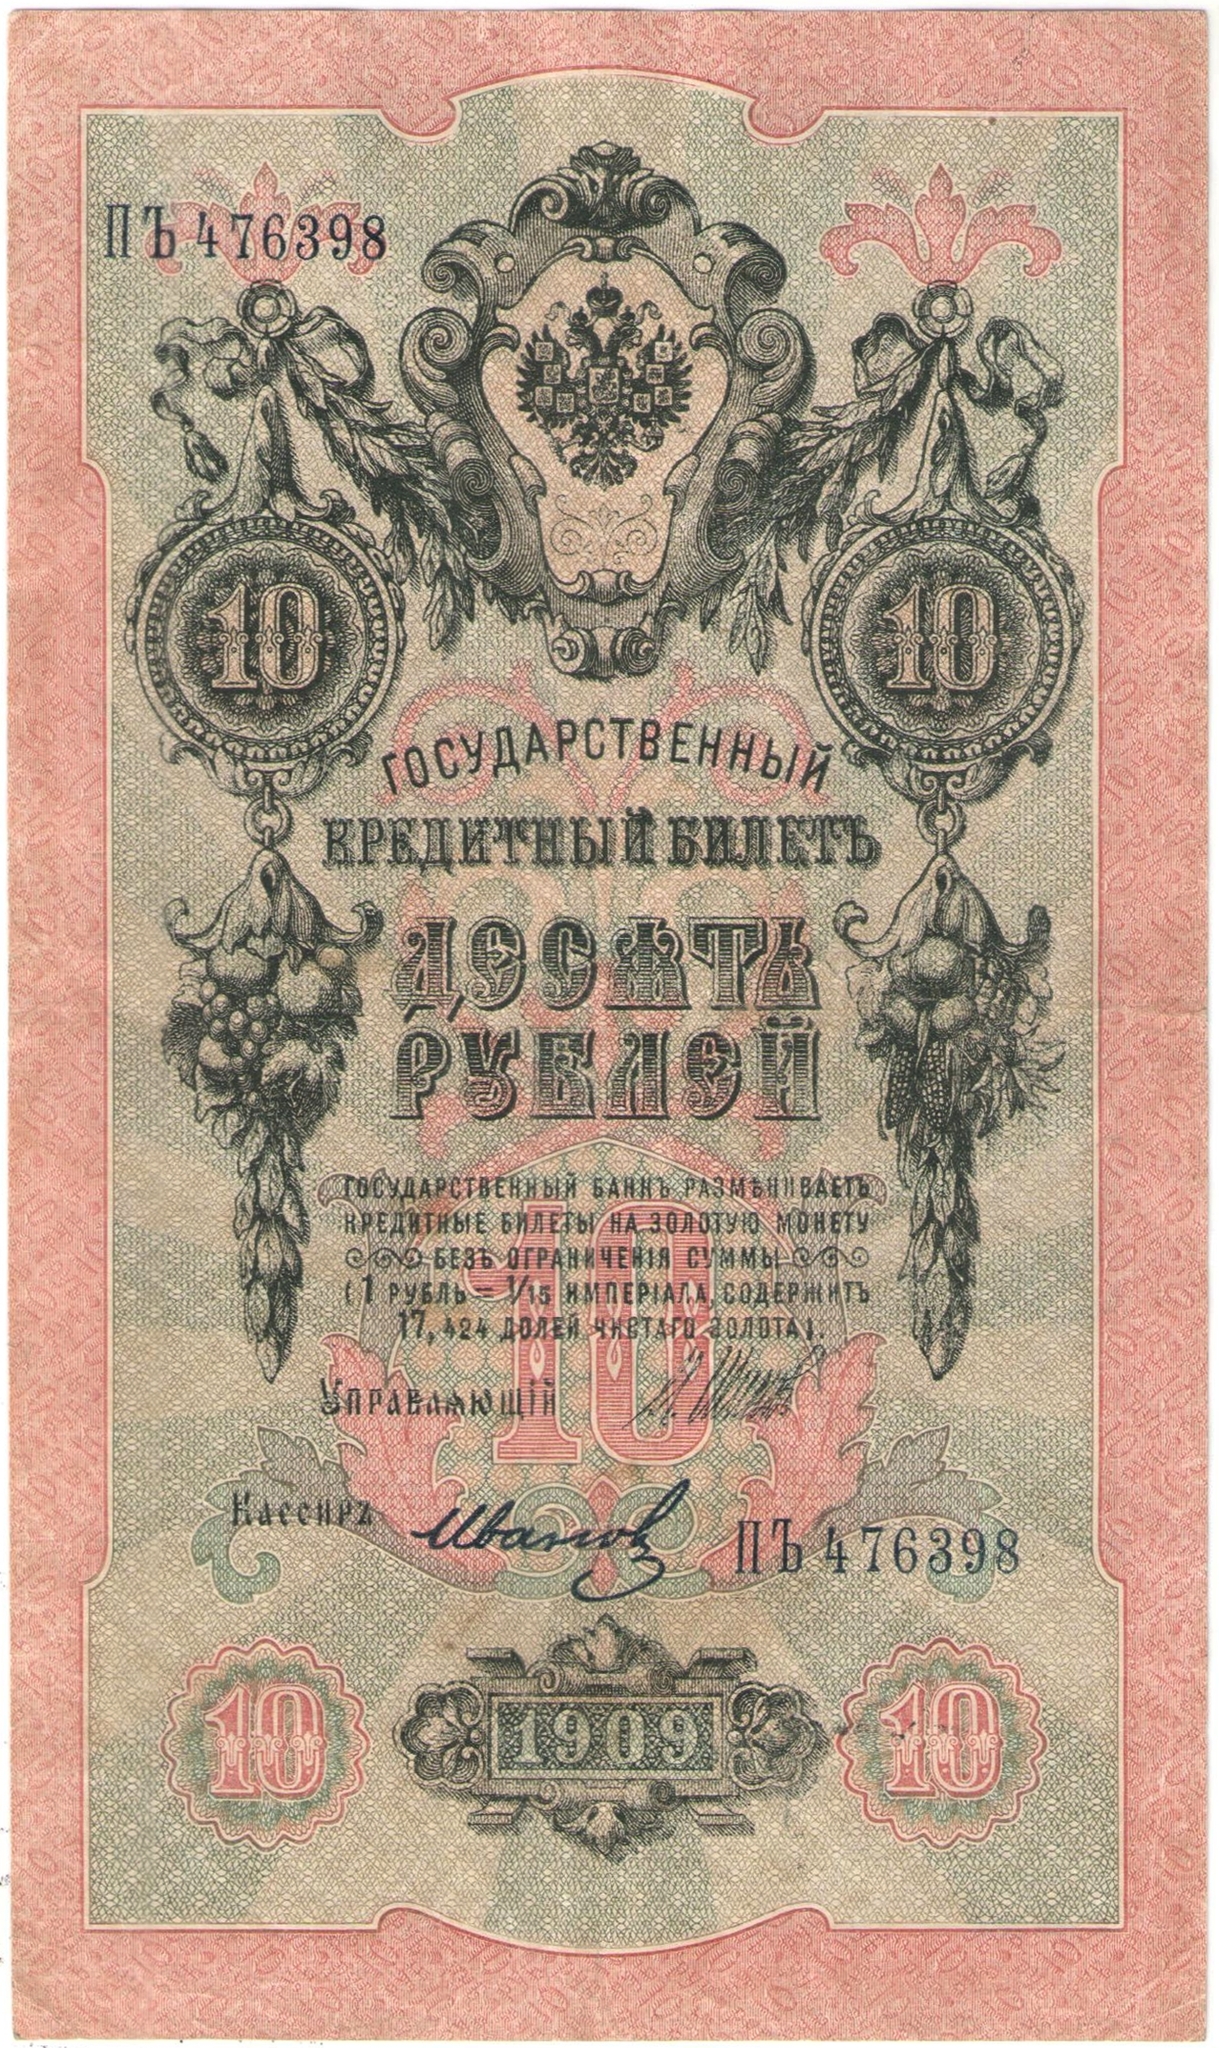 ПЪ 476398
10 10
ГОСУДАРСТВЕННЫЙ
КРЕДИТНЫЙ БИЛЕТЪ
ДЕСЯТЬ
РУБЛЕЙ
ГОСУДАРСТВЕННЫЙ БАНКЪ РАЗМѢНИВАЕТЪ
КРЕДИТНЫЕ БИЛЕТЫ НА ЗОЛОТУЮ МОНЕТУ
БЕЗЪ ОГРАНИЧЕНІЯ СУММЫ
(1 РУБЛЬ = 1/15 ИМПЕРІАЛА, СОДЕРЖИТЪ
17,424 ДОЛЕЙ ЧИСТАГО ЗОЛОТА).
10
УПРАВЛЯЮЩІЙ
Кассиръ Иванов
ПЪ 476398
10 1909 10